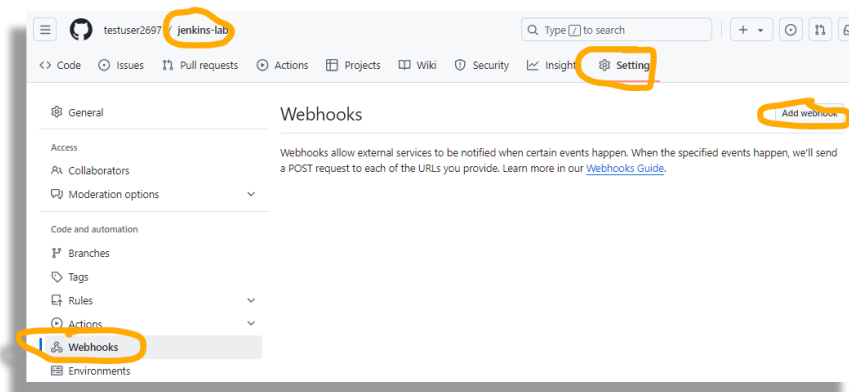 testuser2697 / jenkins-lab
Type / to search
<> Code Issues Pull requests Actions Projects Wiki Security Insight Setting
General
Webhooks
Add webhook
Access
Collaborators
Moderation options
Webhooks allow external services to be notified when certain events happen. When the specified events happen, we'll send
a POST request to each of the URLs you provide. Learn more in our Webhooks Guide.
Code and automation
Branches
Tags
Rules
Actions
Webhooks
Environments